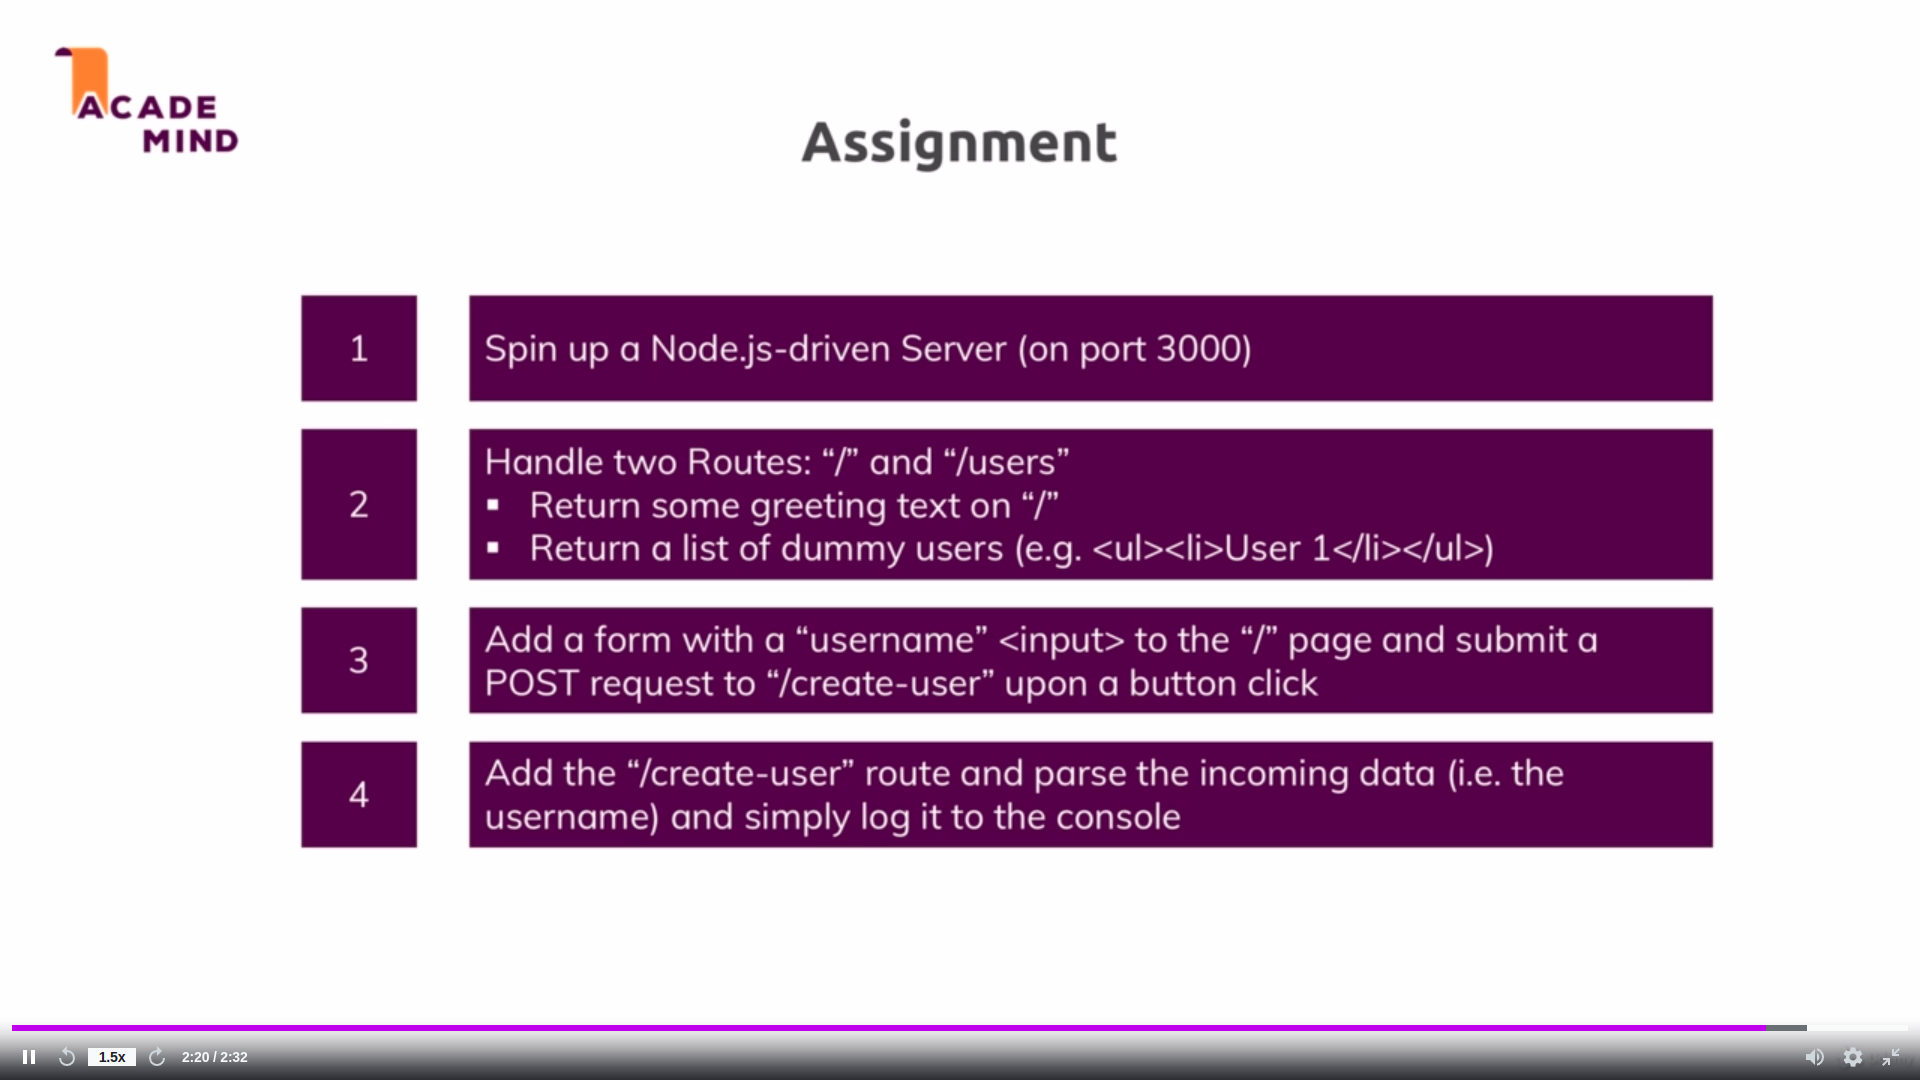 ACADE
MIND
Assignment
1
Spin up a Node.js-driven Server (on port 3000)
2
Handle two Routes: “/” and “/users”
▪ Return some greeting text on “/”
▪ Return a list of dummy users (e.g. <ul><li>User 1</li></ul>)
3
Add a form with a “username” <input> to the “/” page and submit a
POST request to “/create-user” upon a button click
4
Add the “/create-user” route and parse the incoming data (i.e. the
username) and simply log it to the console
1.5x
2:20 / 2:32